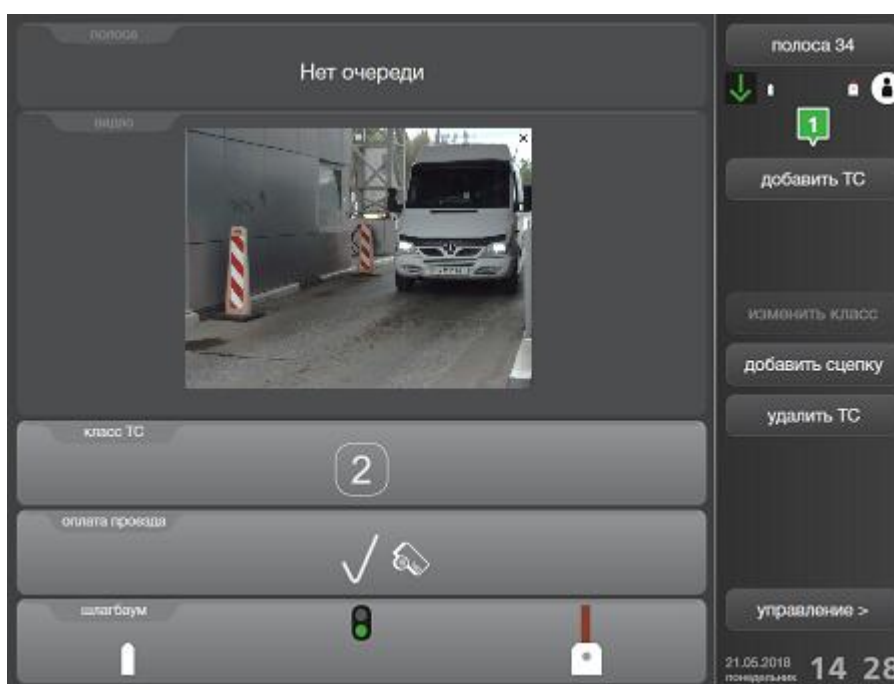 полоса
Нет очереди
видео
класс ТС
2
оплата проезда
шлагбаум
полоса 34
1
добавить ТС
изменить класс
добавить сцепку
удалить ТС
управление >
21.05.2018
понедельник
14 28